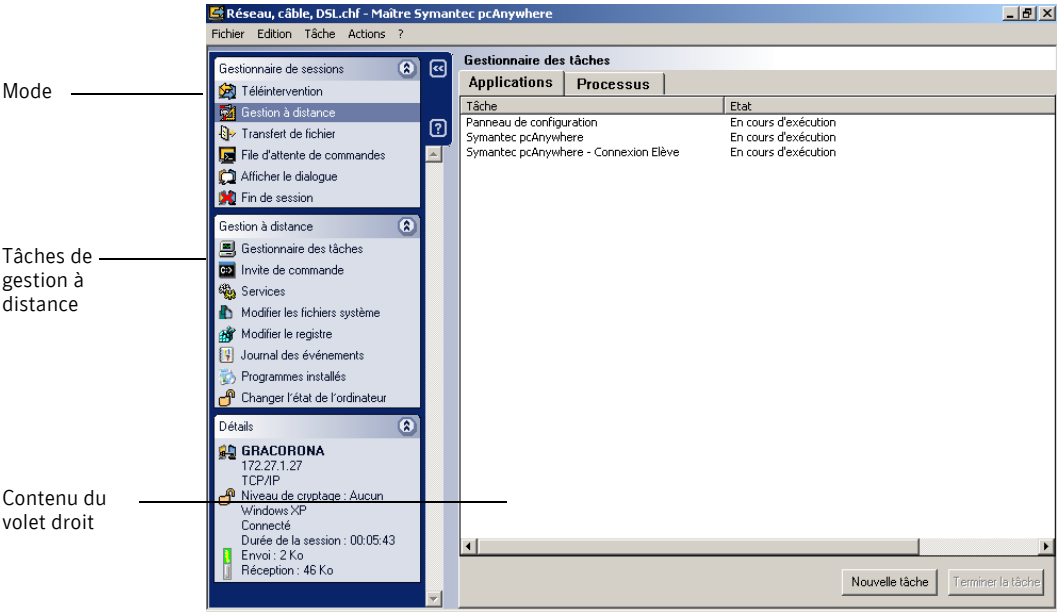 Réseau, câble, DSL.chf - Maître Symantec pcAnywhere
Fichier Edition Tâche Actions ?
Mode
Tâches de
gestion à
distance
Contenu du
volet droit
Gestionnaire de sessions
Téléintervention
Gestion à distance
Transfert de fichier
File d'attente de commandes
Afficher le dialogue
Fin de session
Gestion à distance
Gestionnaire des tâches
Invite de commande
Services
Modifier les fichiers système
Modifier le registre
Journal des événements
Programmes installés
Changer l'état de l'ordinateur
Détails
GRACORONA
172.27.1.27
TCP/IP
Niveau de cryptage : Aucun
Windows XP
Connecté
Durée de la session : 00:05:43
Envoi : 2 Ko
Réception : 46 Ko
Gestionnaire des tâches
Applications Processus
Tâche Etat
Panneau de configuration En cours d'exécution
Symantec pcAnywhere En cours d'exécution
Symantec pcAnywhere - Connexion Elève En cours d'exécution
Nouvelle tâche Terminer la tâche